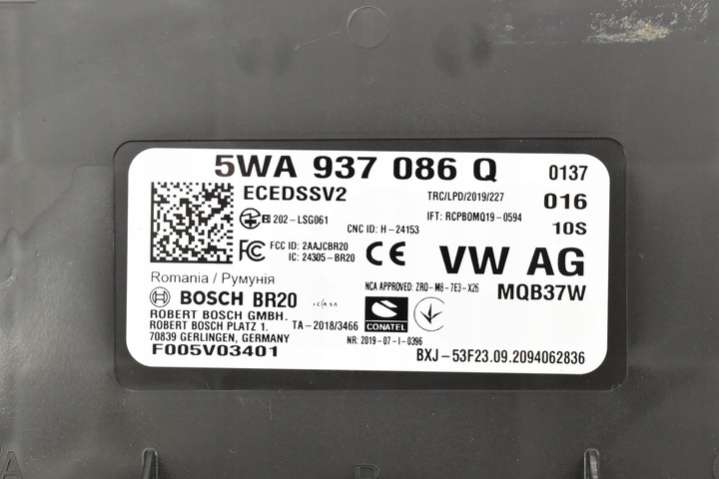 5WA 937 086 Q 0137
ECEDSSV2 TRC/LPD/2019/227 016
R 202-LSG061 IFT: RCPBOMQ19-0594 10S
CNC ID: H-24153
FC FCC ID: 2AAJCBR20 CE VW AG
IC: 24305-BR20
Romania / Румунія
NCA APPROVED: ZRO-M8-7E3-X26 MQB37W
BOSCH BR20
ROBERT BOSCH GMBH.
ROBERT BOSCH PLATZ 1. TA-2018/3466 CONATEL
70839 GERLINGEN, GERMANY
F005V03401 NR: 2019-07-I-0396 BXJ-53F23.09.2094062836
A B